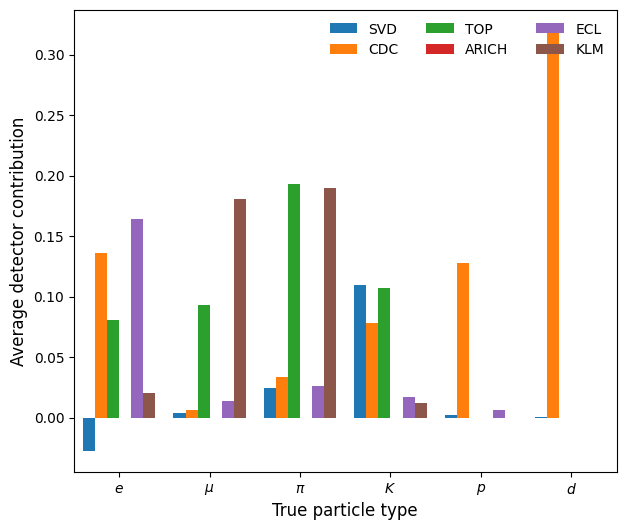 SVD TOP ECL
CDC ARICH KLM
0.30
0.25
0.20
0.15
0.10
0.05
0.00
Average detector contribution
e μ π K p d
True particle type